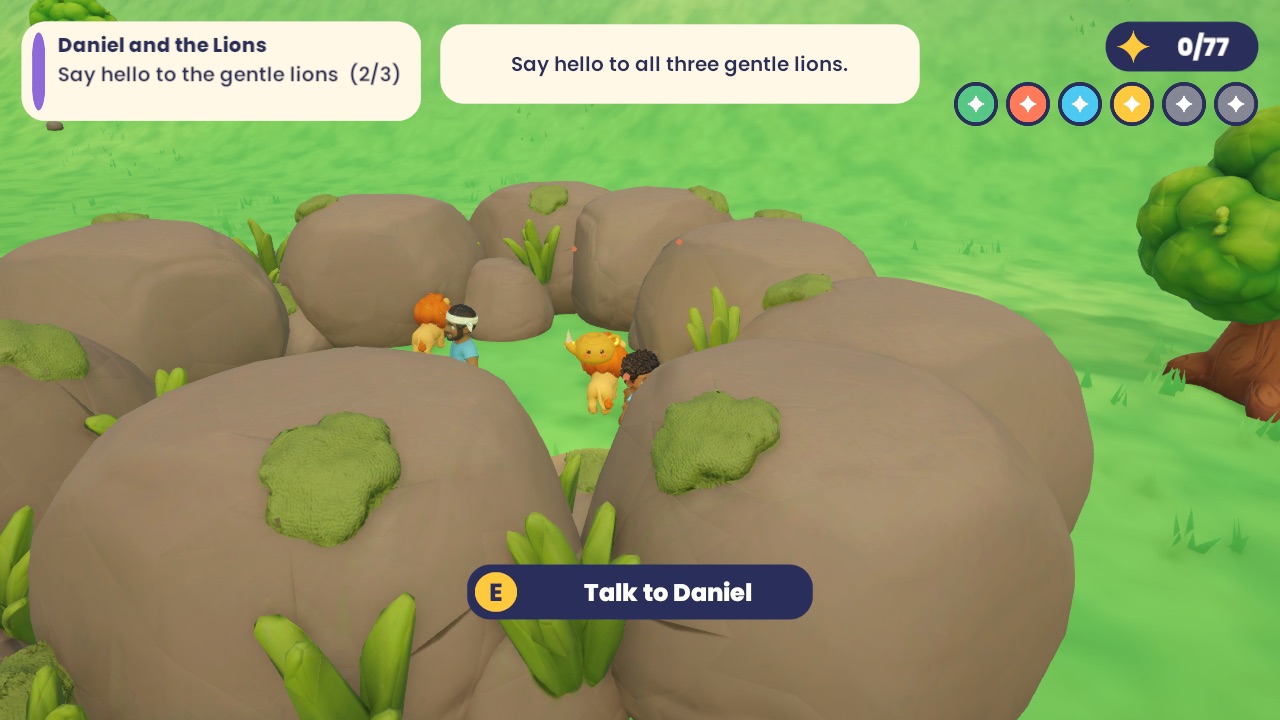 Daniel and the Lions
Say hello to the gentle lions (2/3)
Say hello to all three gentle lions.
0/77
E Talk to Daniel